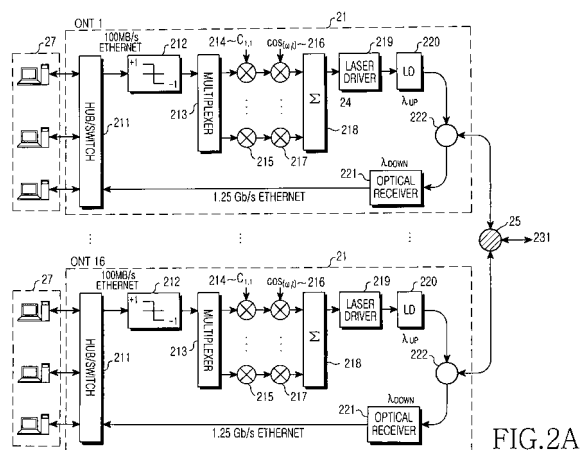 ONT 1
21
27
100MB/s
ETHERNET
212
214~C1,1
cos(ω1t)~216
219
220
+1
-1
LASER
DRIVER
LD
HUB/SWITCH
MULTIPLEXER
Σ
24
λUP
222
211
213
218
215
217
λDOWN
221
OPTICAL
RECEIVER
1.25 Gb/s ETHERNET
25
231
ONT 16
21
27
100MB/s
ETHERNET
212
214~C1,1
216
219
220
+1
-1
LASER
DRIVER
LD
HUB/SWITCH
MULTIPLEXER
Σ
λUP
222
211
213
218
215
217
λDOWN
221
OPTICAL
RECEIVER
1.25 Gb/s ETHERNET
FIG.2A